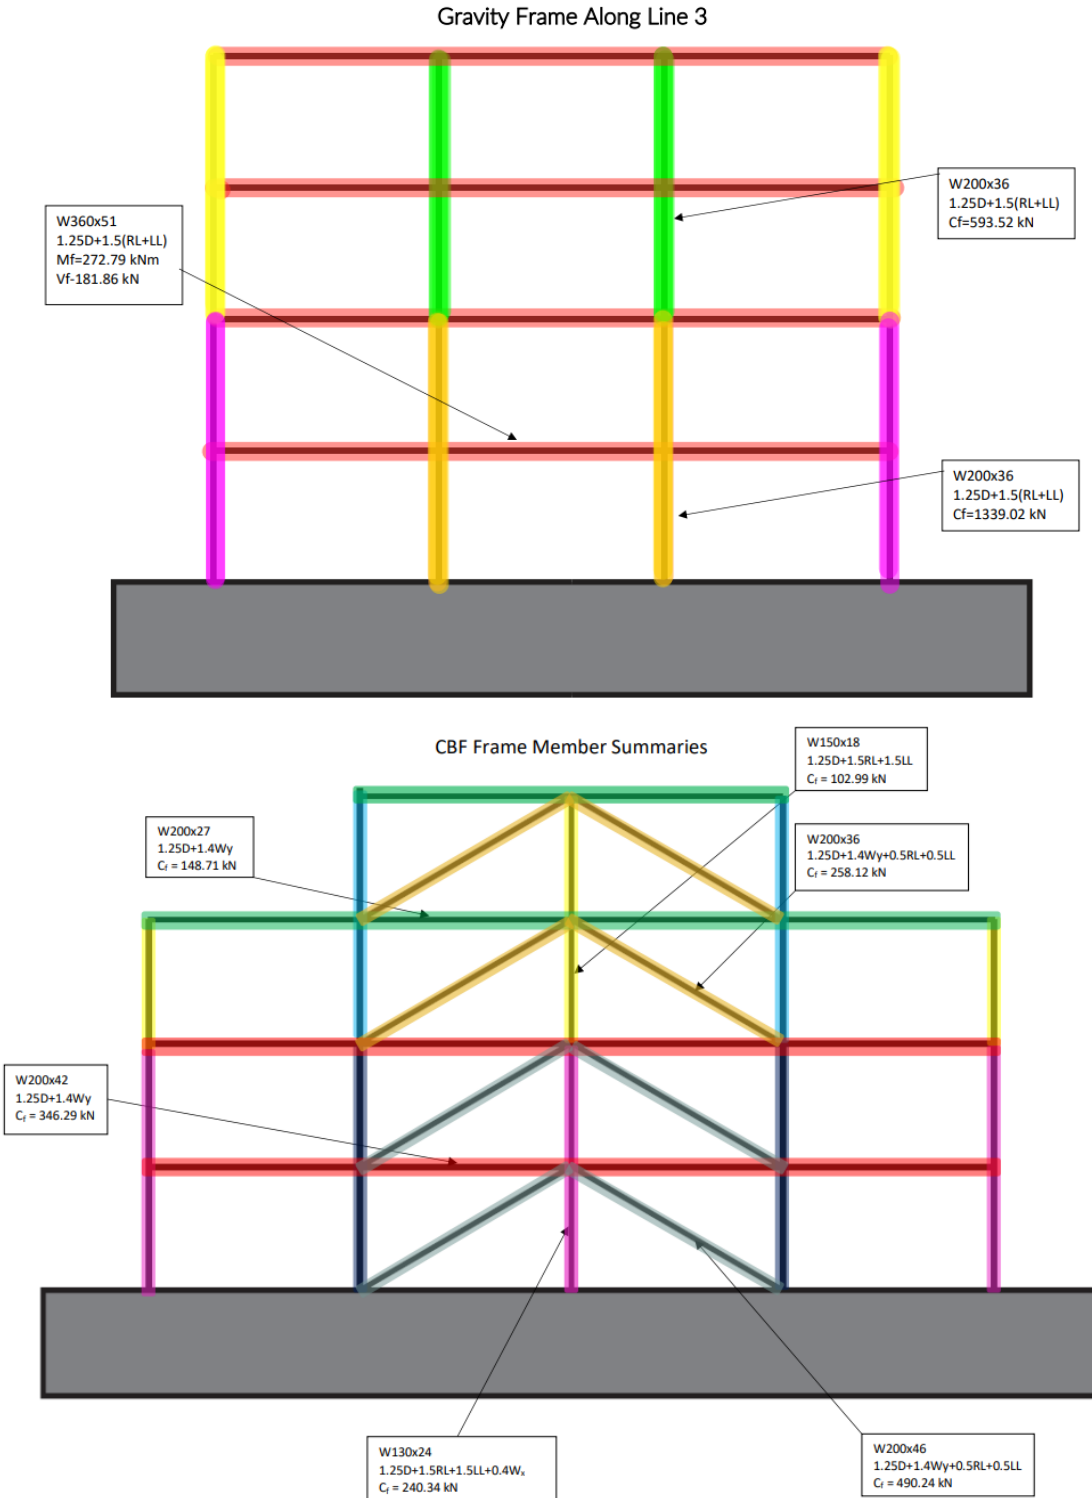 Gravity Frame Along Line 3
W200x36
1.25D+1.5(RL+LL)
Cf=593.52 kN
W360x51
1.25D+1.5(RL+LL)
Mf=272.79 kNm
Vf-181.86 kN
W200x36
1.25D+1.5(RL+LL)
Cf=1339.02 kN
CBF Frame Member Summaries
W150x18
1.25D+1.5RL+1.5LL
Cf = 102.99 kN
W200x27
1.25D+1.4Wy
Cf = 148.71 kN
W200x36
1.25D+1.4Wy+0.5RL+0.5LL
Cf = 258.12 kN
W200x42
1.25D+1.4Wy
Cf = 346.29 kN
W130x24
1.25D+1.5RL+1.5LL+0.4Wx
Cf = 240.34 kN
W200x46
1.25D+1.4Wy+0.5RL+0.5LL
Cf = 490.24 kN